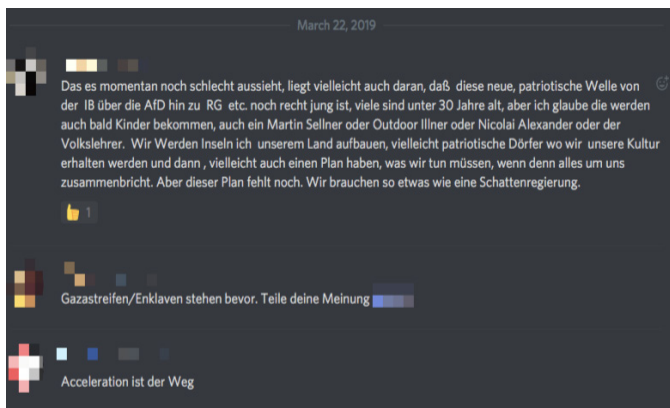 March 22, 2019
Das es momentan noch schlecht aussieht, liegt vielleicht auch daran, daß diese neue, patriotische Welle von
der IB über die AfD hin zu RG etc. noch recht jung ist, viele sind unter 30 Jahre alt, aber ich glaube die werden
auch bald Kinder bekommen, auch ein Martin Sellner oder Outdoor Illner oder Nicolai Alexander oder der
Volkslehrer. Wir Werden Inseln ich unserem Land aufbauen, vielleicht patriotische Dörfer wo wir unsere Kultur
erhalten werden und dann , vielleicht auch einen Plan haben, was wir tun müssen, wenn denn alles um uns
zusammenbricht. Aber dieser Plan fehlt noch. Wir brauchen so etwas wie eine Schattenregierung.
1
Gazastreifen/Enklaven stehen bevor. Teile deine Meinung
Acceleration ist der Weg